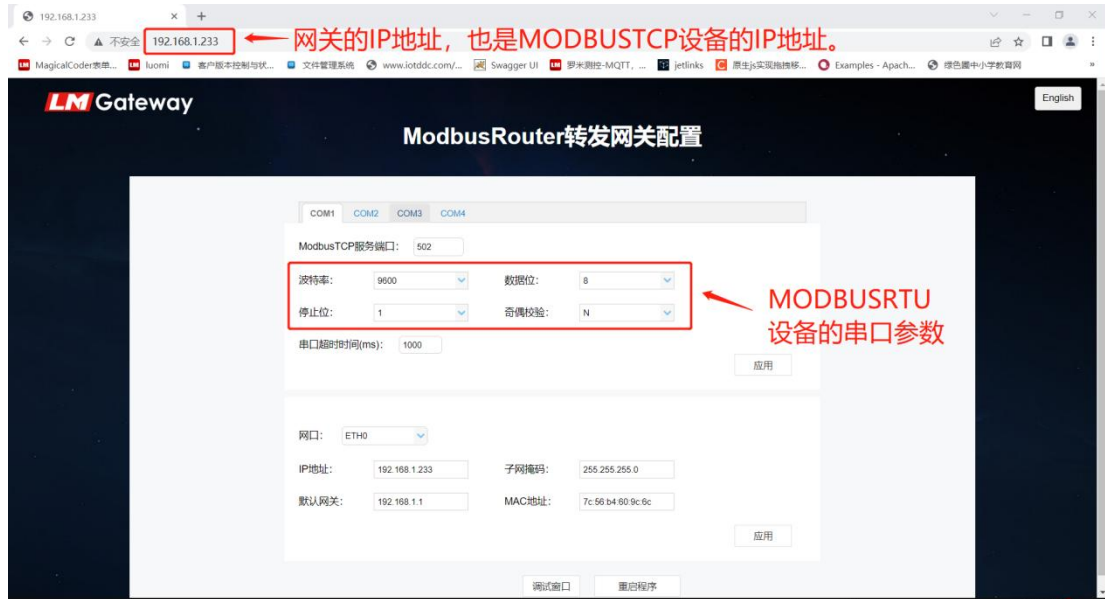 192.168.1.233
不安全 192.168.1.233
网关的IP地址，也是MODBUSTCP设备的IP地址。
MagicalCoder表单... luomi 客户版本控制与状... 文件管理系统 www.iotddc.com/... Swagger UI 罗米测控-MQTT，... jetlinks 原生js实现拖拽移... Examples - Apach... 绿色圃中小学教育网 »
LM Gateway
English
ModbusRouter转发网关配置
COM1 COM2 COM3 COM4
ModbusTCP服务端口： 502
波特率： 9600 数据位： 8
停止位： 1 奇偶校验： N
MODBUSRTU
设备的串口参数
串口超时时间(ms)： 1000
应用
网口： ETH0
IP地址： 192.168.1.233 子网掩码： 255.255.255.0
默认网关： 192.168.1.1 MAC地址： 7c:56:b4:60:9c:6c
应用
调试窗口 重启程序